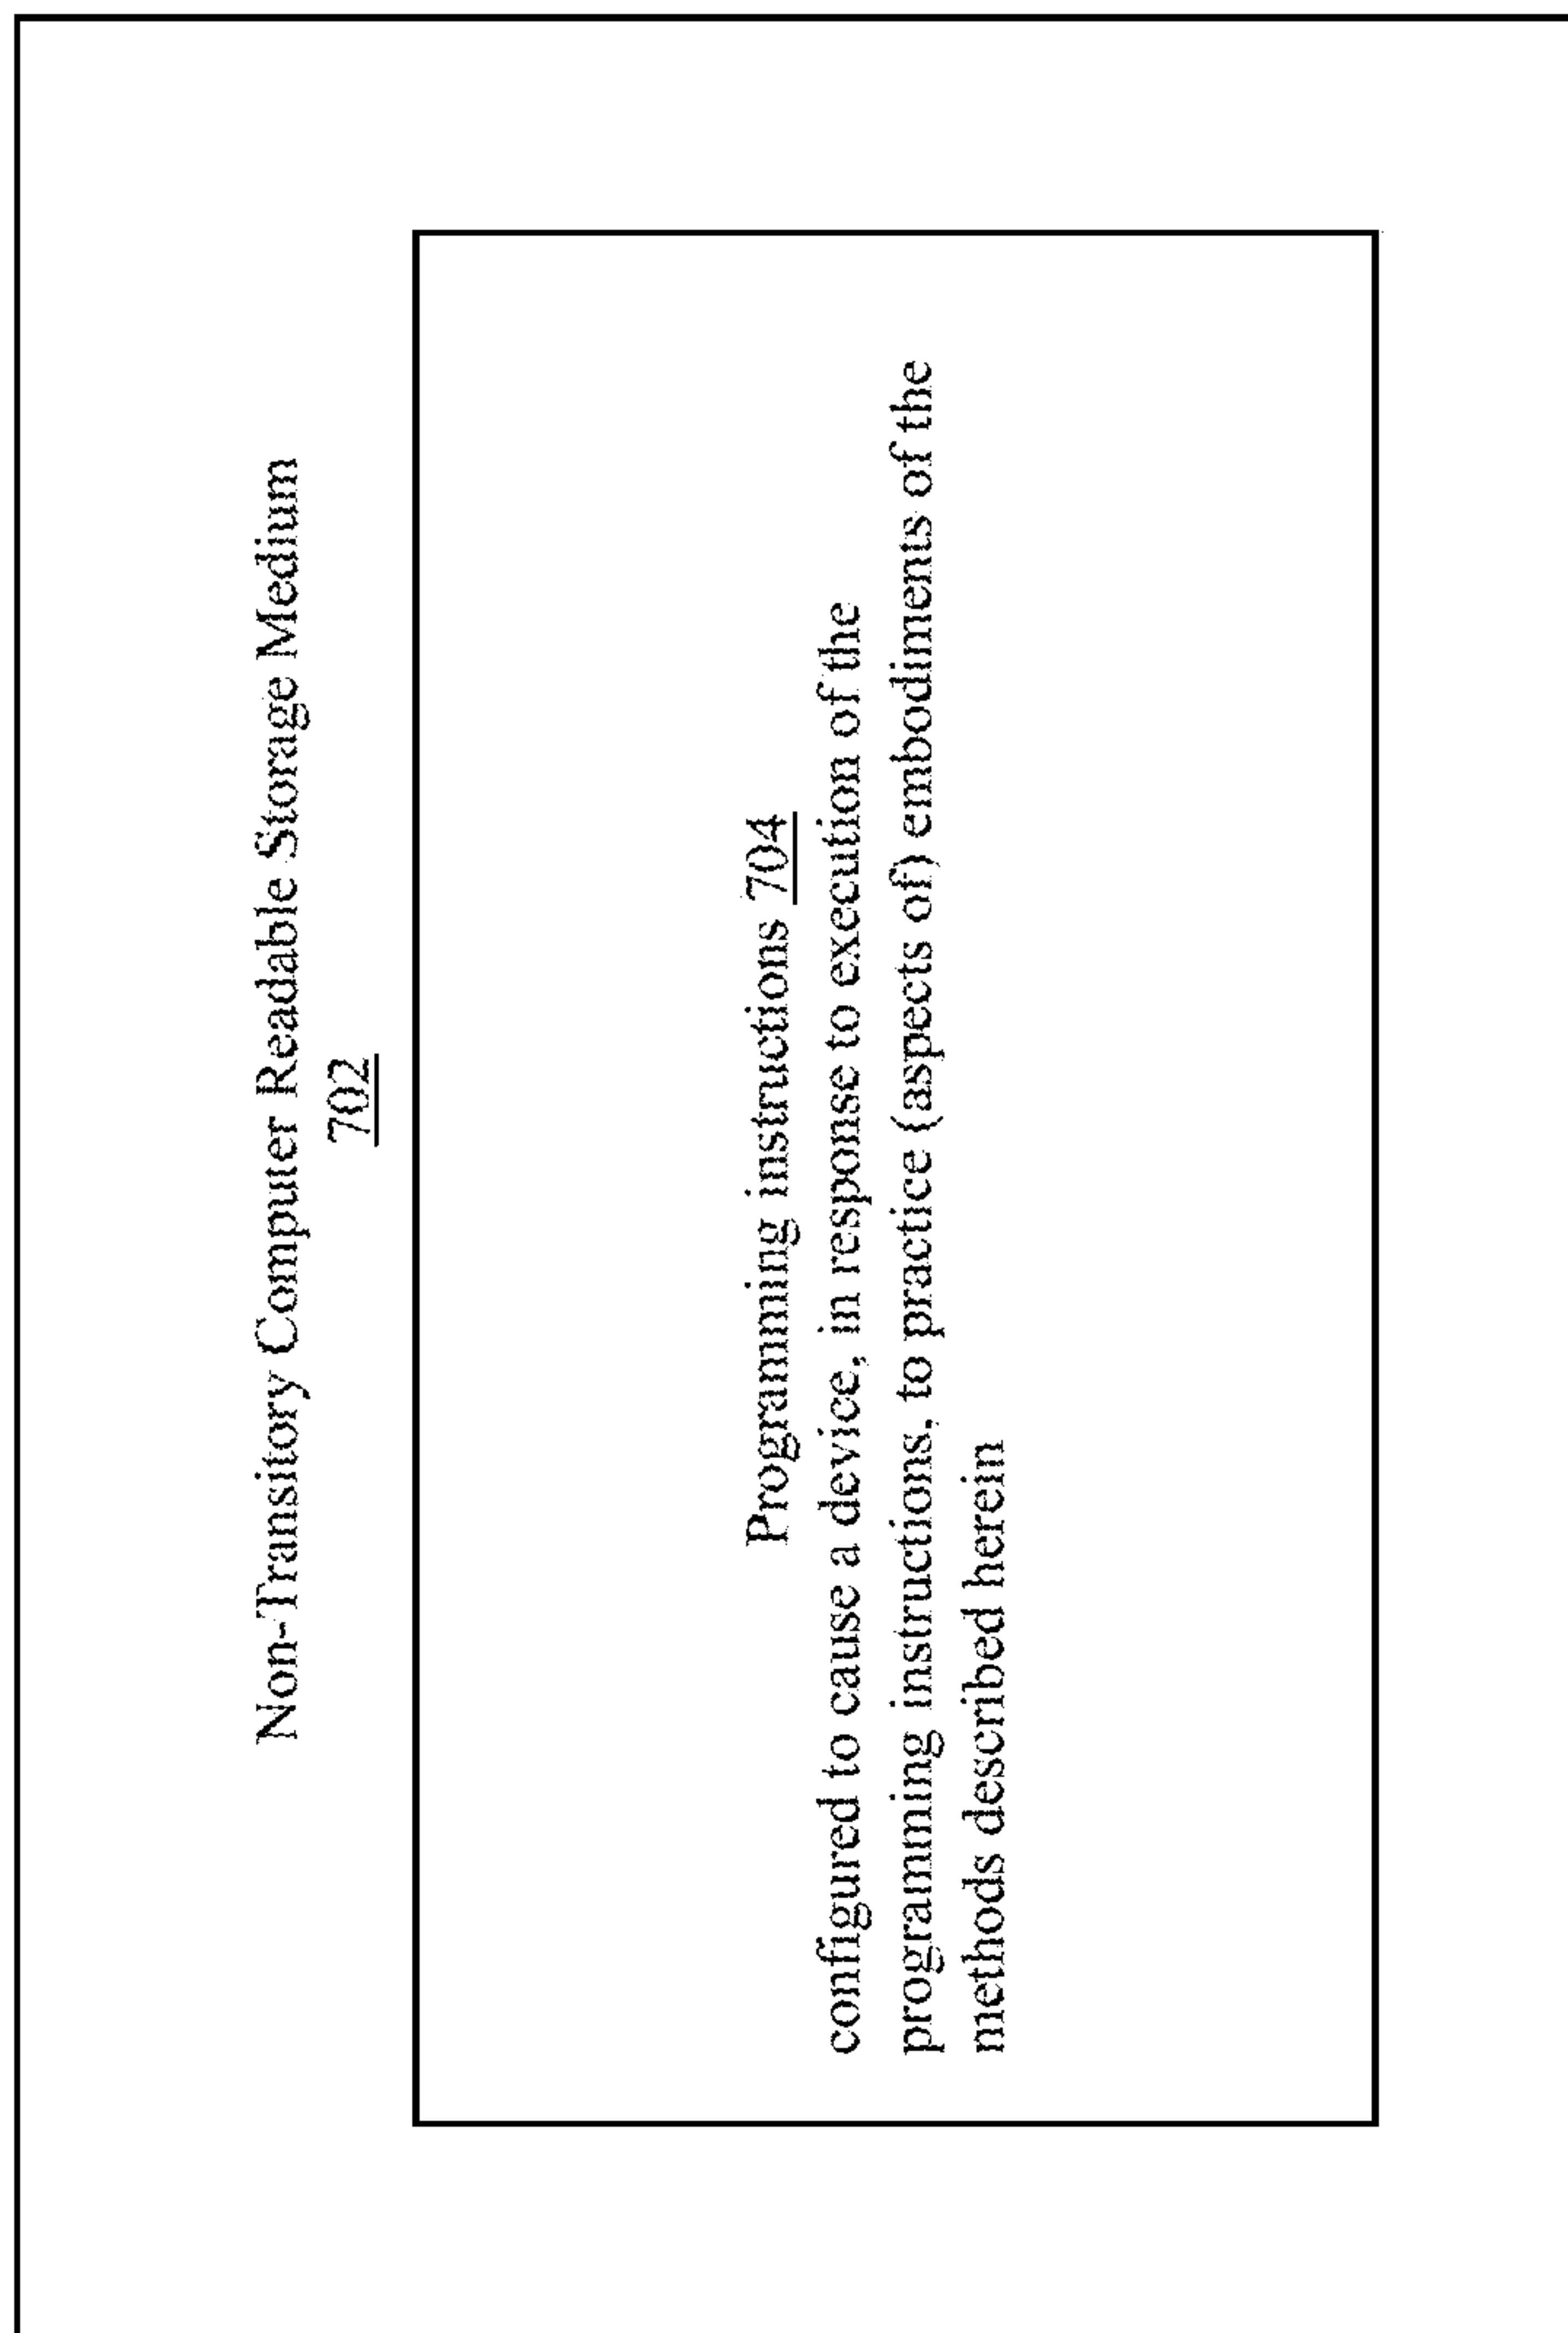 Non-Transitory Computer Readable Storage Medium
702
Programming instructions 704
configured to cause a device, in response to execution of the
programming instructions, to practice (aspects of) embodiments of the
methods described herein